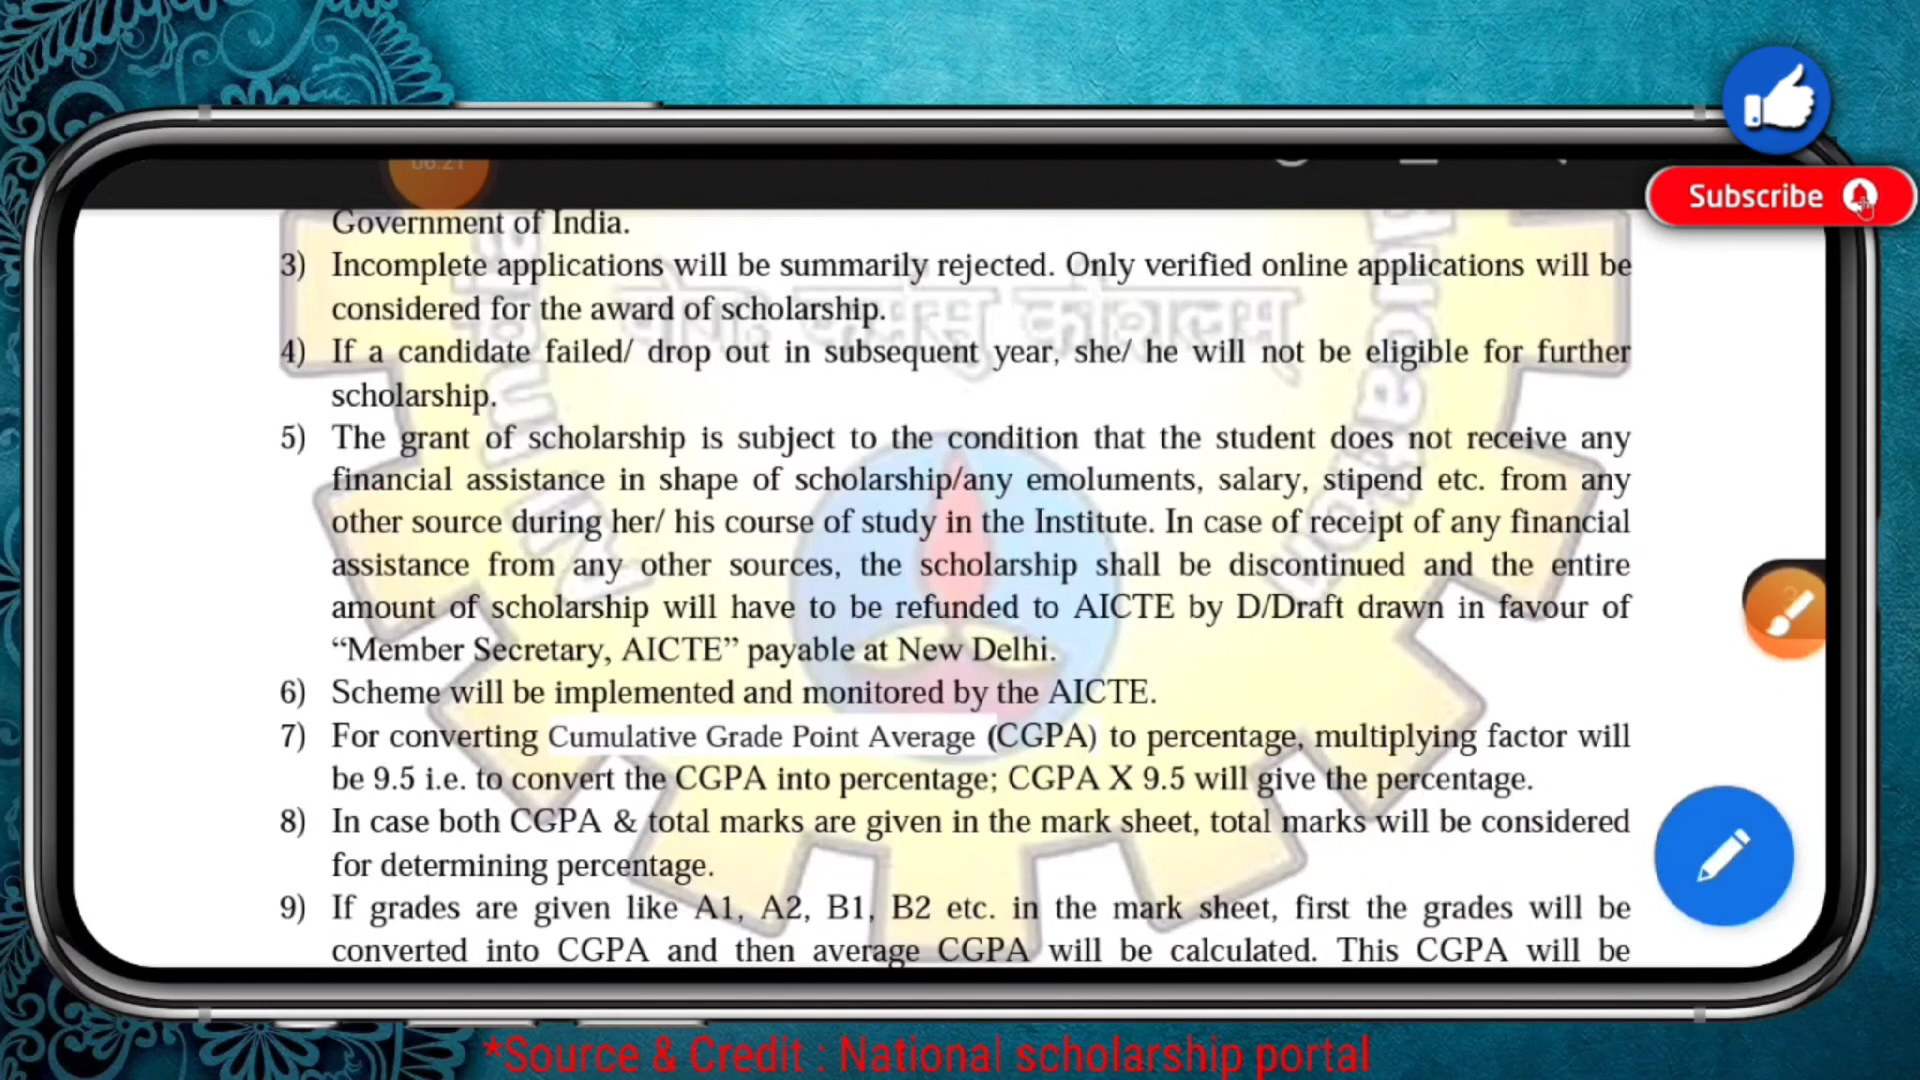 06:21
Subscribe
Government of India.
3) Incomplete applications will be summarily rejected. Only verified online applications will be
considered for the award of scholarship.
4) If a candidate failed/ drop out in subsequent year, she/ he will not be eligible for further
scholarship.
5) The grant of scholarship is subject to the condition that the student does not receive any
financial assistance in shape of scholarship/any emoluments, salary, stipend etc. from any
other source during her/ his course of study in the Institute. In case of receipt of any financial
assistance from any other sources, the scholarship shall be discontinued and the entire
amount of scholarship will have to be refunded to AICTE by D/Draft drawn in favour of
“Member Secretary, AICTE” payable at New Delhi.
6) Scheme will be implemented and monitored by the AICTE.
7) For converting Cumulative Grade Point Average (CGPA) to percentage, multiplying factor will
be 9.5 i.e. to convert the CGPA into percentage; CGPA X 9.5 will give the percentage.
8) In case both CGPA & total marks are given in the mark sheet, total marks will be considered
for determining percentage.
9) If grades are given like A1, A2, B1, B2 etc. in the mark sheet, first the grades will be
converted into CGPA and then average CGPA will be calculated. This CGPA will be
*Source & Credit : National scholarship portal